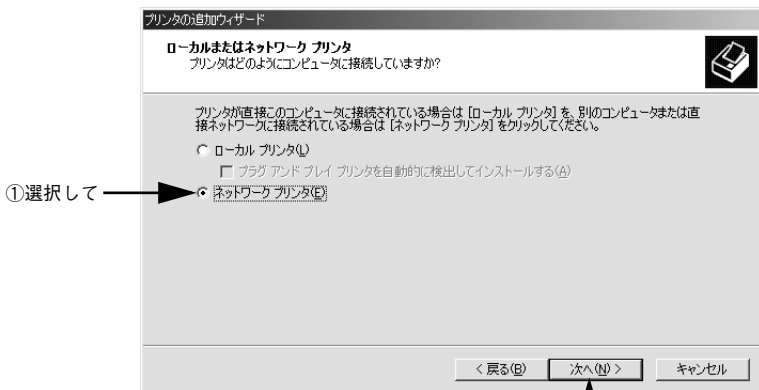 プリンタの追加ウィザード
ローカルまたはネットワーク プリンタ
プリンタはどのようにコンピュータに接続していますか?
プリンタが直接このコンピュータに接続されている場合は [ローカル プリンタ] を、別のコンピュータまたは直
接ネットワークに接続されている場合は [ネットワーク プリンタ] をクリックしてください。
ローカル プリンタ(L)
プラグ アンド プレイ プリンタを自動的に検出してインストールする(A)
①選択して
ネットワーク プリンタ(E)
< 戻る(B)
次へ(N) >
キャンセル